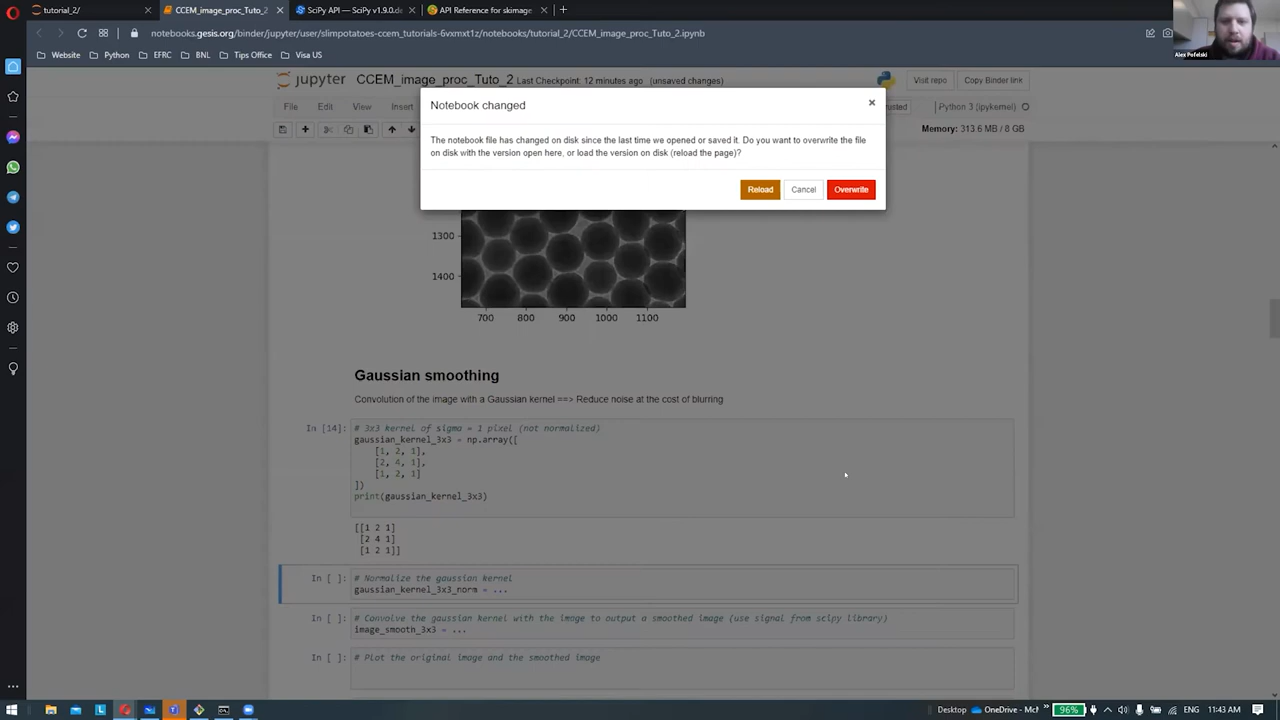 tutorial_2/
CCEM_image_proc_Tuto_2
SciPy API — SciPy v1.9.0.de
API Reference for skimage
notebooks.gesis.org/binder/jupyter/user/slimpotatoes-ccem_tutorials-6vxmxt1z/notebooks/tutorial_2/CCEM_image_proc_Tuto_2.ipynb
Alex Pofelski
Website
Python
EFRC
BNL
Tips Office
Visa US
jupyter CCEM_image_proc_Tuto_2 Last Checkpoint: 12 minutes ago (unsaved changes)
Visit repo
Copy Binder link
File Edit View Insert
rusted
Python 3 (ipykernel)
Memory: 313.6 MB / 8 GB
Notebook changed
×
The notebook file has changed on disk since the last time we opened or saved it. Do you want to overwrite the file
on disk with the version open here, or load the version on disk (reload the page)?
Reload Cancel Overwrite
1300
1400
700 800 900 1000 1100
Gaussian smoothing
Convolution of the image with a Gaussian kernel ==> Reduce noise at the cost of blurring
In [14]: # 3x3 kernel of sigma = 1 pixel (not normalized)
gaussian_kernel_3x3 = np.array([
[1, 2, 1],
[2, 4, 1],
[1, 2, 1]
])
print(gaussian_kernel_3x3)
[[1 2 1]
[2 4 1]
[1 2 1]]
In [ ]: # Normalize the gaussian kernel
gaussian_kernel_3x3_norm = ...
In [ ]: # Convolve the gaussian kernel with the image to output a smoothed image (use signal from scipy library)
image_smooth_3x3 = ...
In [ ]: # Plot the original image and the smoothed image
96%
Desktop
OneDrive - McM
11:43 AM